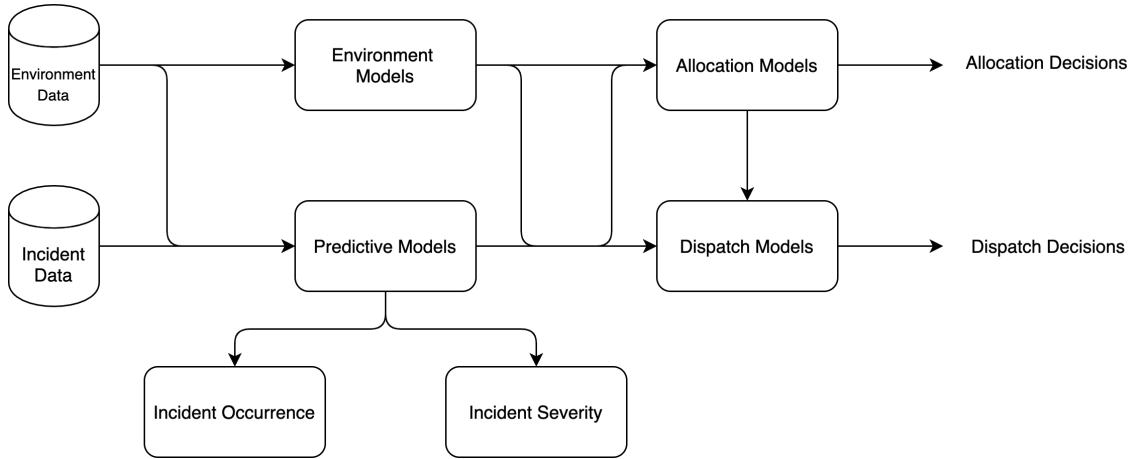 Environment
Data
Environment
Models
Allocation Models
Allocation Decisions
Incident
Data
Predictive Models
Dispatch Models
Dispatch Decisions
Incident Occurrence
Incident Severity